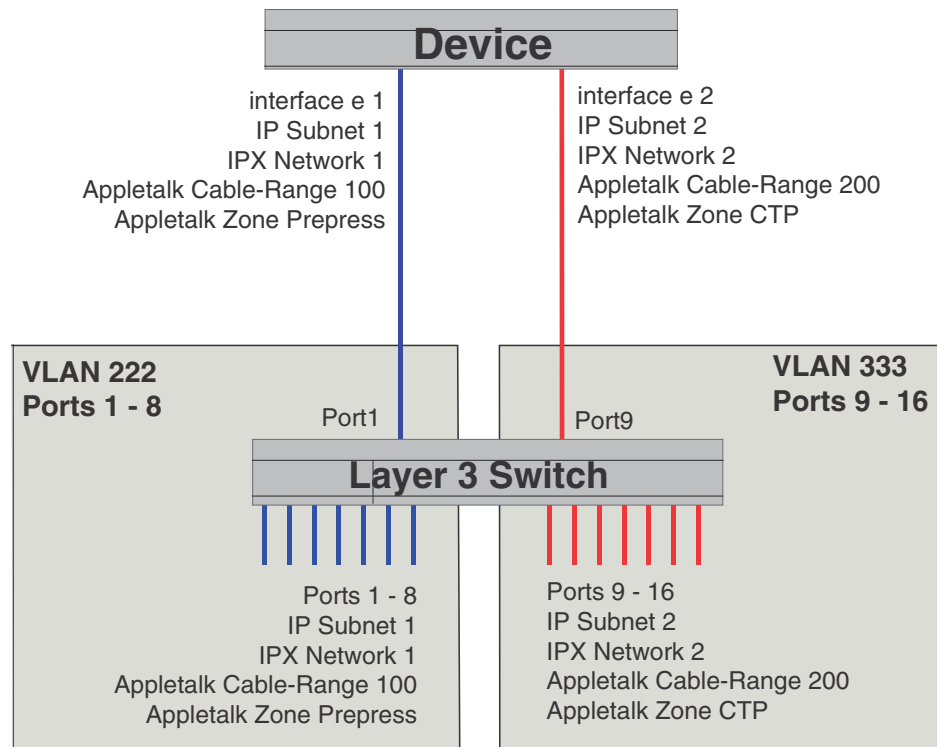 Device
interface e 1
IP Subnet 1
IPX Network 1
Appletalk Cable-Range 100
Appletalk Zone Prepress
interface e 2
IP Subnet 2
IPX Network 2
Appletalk Cable-Range 200
Appletalk Zone CTP
VLAN 222
Ports 1 - 8
VLAN 333
Ports 9 - 16
Port1
Port9
Layer 3 Switch
Ports 1 - 8
IP Subnet 1
IPX Network 1
Appletalk Cable-Range 100
Appletalk Zone Prepress
Ports 9 - 16
IP Subnet 2
IPX Network 2
Appletalk Cable-Range 200
Appletalk Zone CTP